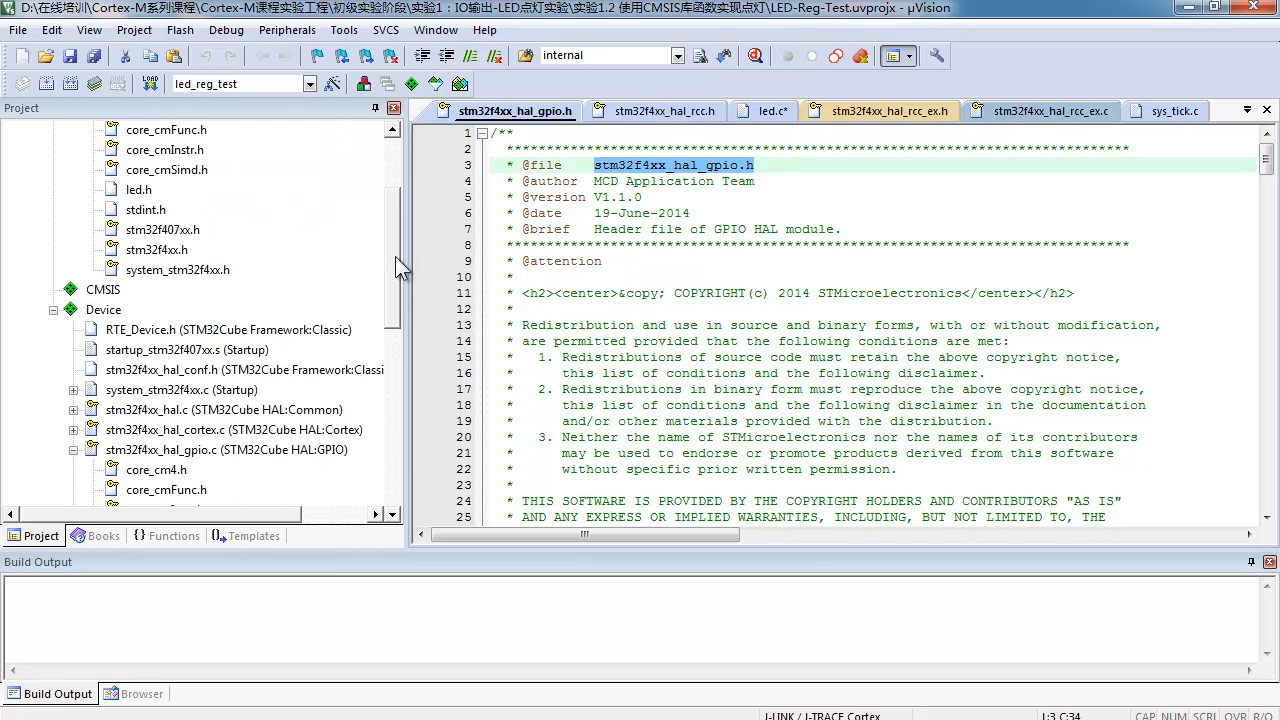 D:\在线培训\Cortex-M系列课程\Cortex-M课程实验工程\初级实验阶段\实验1：IO输出-LED点灯实验\实验1.2 使用CMSIS库函数实现点灯\LED-Reg-Test.uvprojx - µVision
File Edit View Project Flash Debug Peripherals Tools SVCS Window Help
internal
LOAD led_reg_test
Project
stm32f4xx_hal_gpio.h stm32f4xx_hal_rcc.h led.c* stm32f4xx_hal_rcc_ex.h stm32f4xx_hal_rcc_ex.c sys_tick.c
core_cmFunc.h
core_cmInstr.h
core_cmSimd.h
led.h
stdint.h
stm32f407xx.h
stm32f4xx.h
system_stm32f4xx.h
CMSIS
Device
RTE_Device.h (STM32Cube Framework:Classic)
startup_stm32f407xx.s (Startup)
stm32f4xx_hal_conf.h (STM32Cube Framework:Classi
system_stm32f4xx.c (Startup)
stm32f4xx_hal.c (STM32Cube HAL:Common)
stm32f4xx_hal_cortex.c (STM32Cube HAL:Cortex)
stm32f4xx_hal_gpio.c (STM32Cube HAL:GPIO)
core_cm4.h
core_cmFunc.h
1 /**
2 ******************************************************************************
3 * @file stm32f4xx_hal_gpio.h
4 * @author MCD Application Team
5 * @version V1.1.0
6 * @date 19-June-2014
7 * @brief Header file of GPIO HAL module.
8 ******************************************************************************
9 * @attention
10 *
11 * <h2><center>&copy; COPYRIGHT(c) 2014 STMicroelectronics</center></h2>
12 *
13 * Redistribution and use in source and binary forms, with or without modification,
14 * are permitted provided that the following conditions are met:
15 * 1. Redistributions of source code must retain the above copyright notice,
16 * this list of conditions and the following disclaimer.
17 * 2. Redistributions in binary form must reproduce the above copyright notice,
18 * this list of conditions and the following disclaimer in the documentation
19 * and/or other materials provided with the distribution.
20 * 3. Neither the name of STMicroelectronics nor the names of its contributors
21 * may be used to endorse or promote products derived from this software
22 * without specific prior written permission.
23 *
24 * THIS SOFTWARE IS PROVIDED BY THE COPYRIGHT HOLDERS AND CONTRIBUTORS "AS IS"
25 * AND ANY EXPRESS OR IMPLIED WARRANTIES, INCLUDING, BUT NOT LIMITED TO, THE
Project Books {} Functions Templates
Build Output
Build Output Browser
J-LINK / J-TRACE Cortex L:3 C:34 CAP NUM SCRL OVR R/O